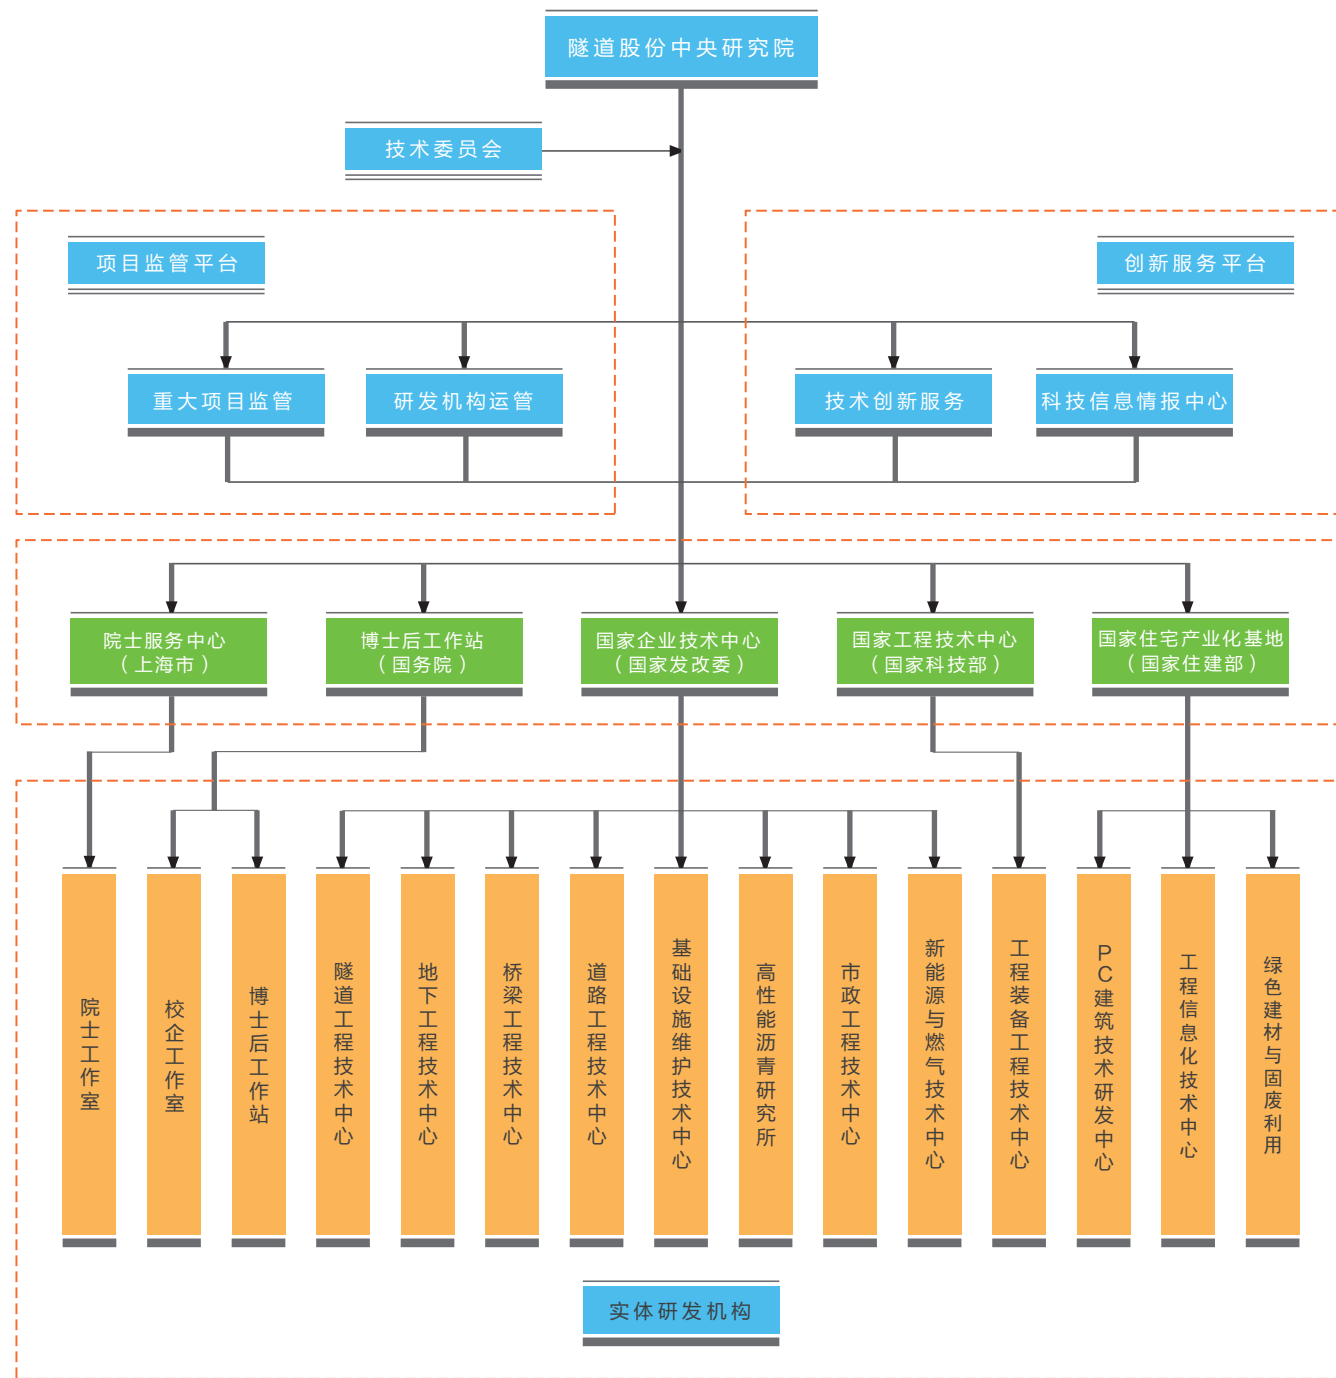 隧道股份中央研究院
技术委员会
项目监管平台
创新服务平台
重大项目监管
研发机构运管
技术创新服务
科技信息情报中心
院士服务中心
（上海市）
博士后工作站
（国务院）
国家企业技术中心
（国家发改委）
国家工程技术中心
（国家科技部）
国家住宅产业化基地
（国家住建部）
院士工作室
校企工作室
博士后工作站
隧道工程技术中心
地下工程技术中心
桥梁工程技术中心
道路工程技术中心
基础设施维护技术中心
高性能沥青研究所
市政工程技术中心
新能源与燃气技术中心
工程装备工程技术中心
PC建筑技术研发中心
工程信息化技术中心
绿色建材与固废利用
实体研发机构